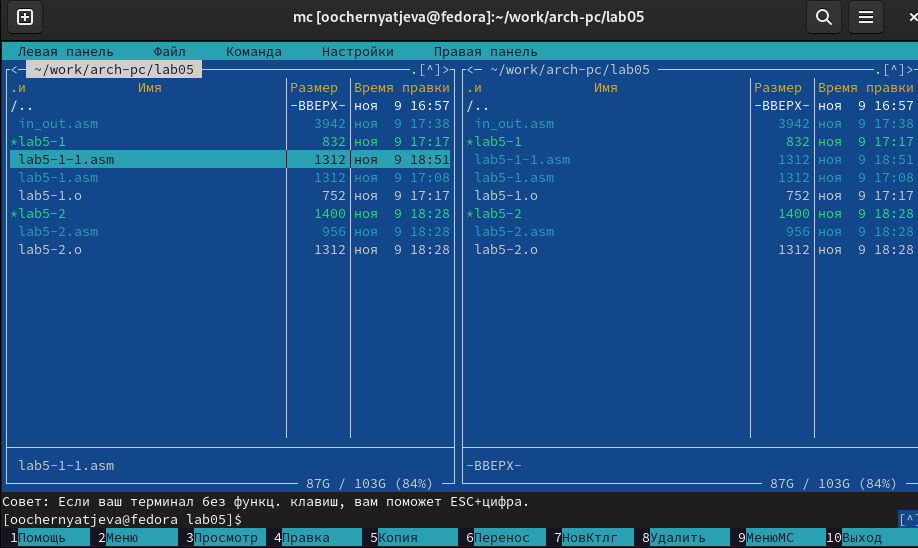 mc [oochernyatjeva@fedora]:~/work/arch-pc/lab05
Левая панель Файл Команда Настройки Правая панель
<─ ~/work/arch-pc/lab05 ─.[^]>
.и Имя Размер Время правки
/.. -ВВЕРХ- ноя 9 16:57
in_out.asm 3942 ноя 9 17:38
*lab5-1 832 ноя 9 17:17
lab5-1-1.asm 1312 ноя 9 18:51
lab5-1.asm 1312 ноя 9 17:08
lab5-1.o 752 ноя 9 17:17
*lab5-2 1400 ноя 9 18:28
lab5-2.asm 956 ноя 9 18:28
lab5-2.o 1312 ноя 9 18:28
lab5-1-1.asm
87G / 103G (84%)
<─ ~/work/arch-pc/lab05 ─.[^]>
.и Имя Размер Время правки
/.. -ВВЕРХ- ноя 9 16:57
in_out.asm 3942 ноя 9 17:38
*lab5-1 832 ноя 9 17:17
lab5-1-1.asm 1312 ноя 9 18:51
lab5-1.asm 1312 ноя 9 17:08
lab5-1.o 752 ноя 9 17:17
*lab5-2 1400 ноя 9 18:28
lab5-2.asm 956 ноя 9 18:28
lab5-2.o 1312 ноя 9 18:28
-ВВЕРХ-
87G / 103G (84%)
Совет: Если ваш терминал без функц. клавиш, вам поможет ESC+цифра.
[oochernyatjeva@fedora lab05]$ [^]
1Помощь 2Меню 3Просмотр 4Правка 5Копия 6Перенос 7НовКтлг 8Удалить 9МенюМС 10Выход